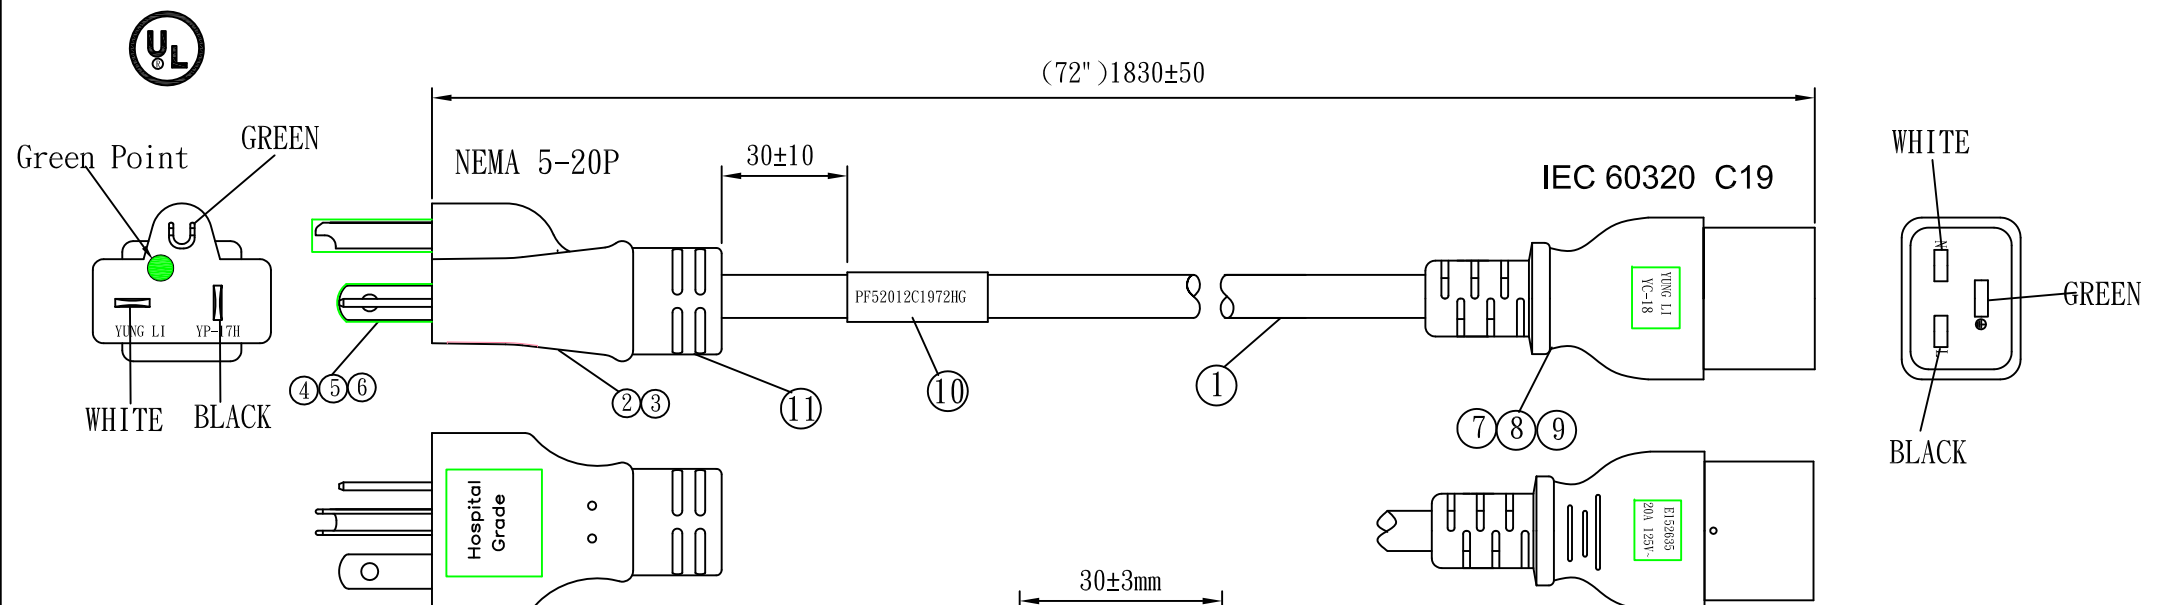 UL
®
(72")1830±50
Green Point
GREEN
NEMA 5-20P
30±10
IEC 60320 C19
WHITE
N
GREEN
L
BLACK
YUNG LI YP-17H
WHITE
BLACK
PF52012C1972HG
YUNG LI
YC-18
4 5 6
2 3
11
10
1
7 8 9
Hospital
Grade
E152635
20A 125V~
30±3mm